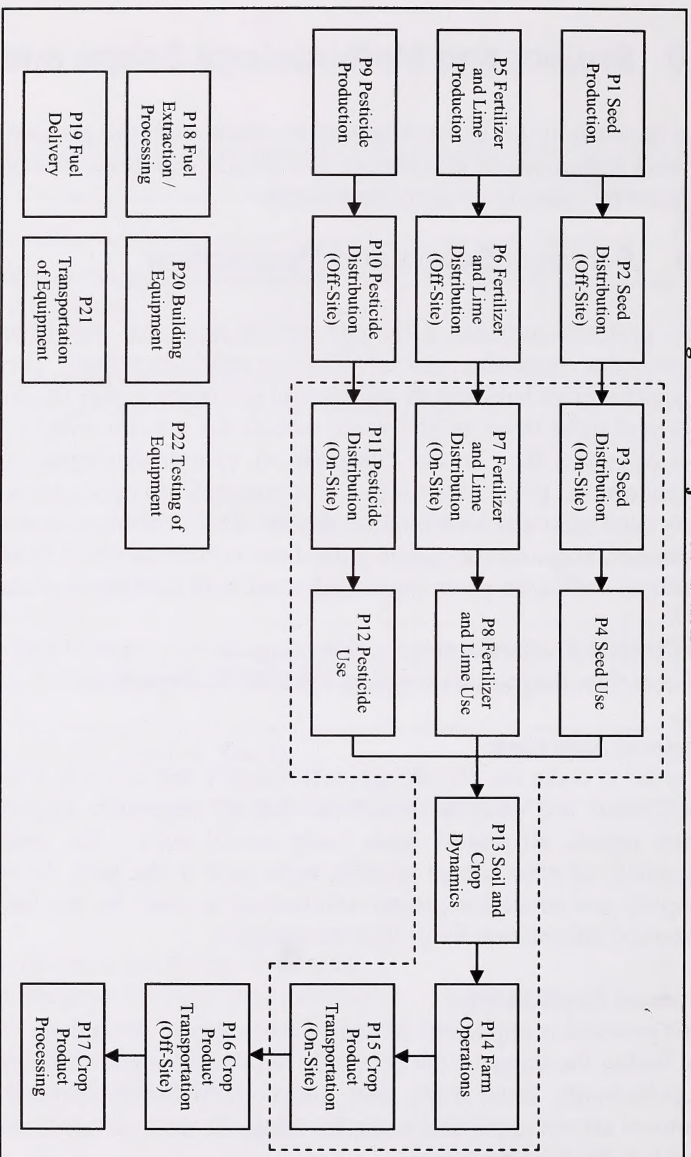 P1 Seed
Production
P2 Seed
Distribution
(Off-Site)
P3 Seed
Distribution
(On-Site)
P4 Seed Use
P5 Fertilizer
and Lime
Production
P6 Fertilizer
and Lime
Distribution
(Off-Site)
P7 Fertilizer
and Lime
Distribution
(On-Site)
P8 Fertilizer
and Lime Use
P9 Pesticide
Production
P10 Pesticide
Distribution
(Off-Site)
P11 Pesticide
Distribution
(On-Site)
P12 Pesticide
Use
P13 Soil and
Crop
Dynamics
P14 Farm
Operations
P15 Crop
Product
Transportation
(On-Site)
P16 Crop
Product
Transportation
(Off-Site)
P17 Crop
Product
Processing
P18 Fuel
Extraction /
Processing
P19 Fuel
Delivery
P20 Building
Equipment
P21
Transportation
of Equipment
P22 Testing of
Equipment